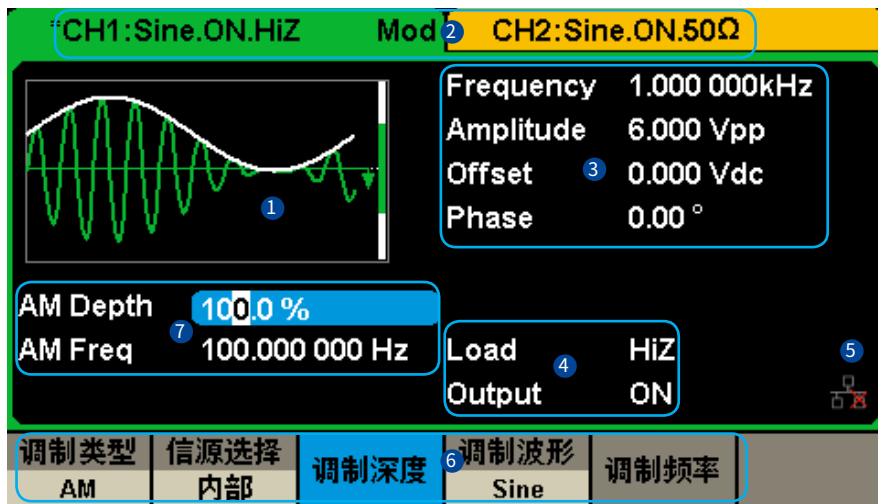 *CH1:Sine.ON.HiZ Mod 2 CH2:Sine.ON.50Ω
1
Frequency 1.000 000kHz
Amplitude 6.000 Vpp
Offset 3 0.000 Vdc
Phase 0.00 °
AM Depth 100.0 %
7
AM Freq 100.000 000 Hz
Load 4 HiZ
Output ON
5
调制类型 信源选择 调制深度 6 调制波形 调制频率
AM 内部 Sine